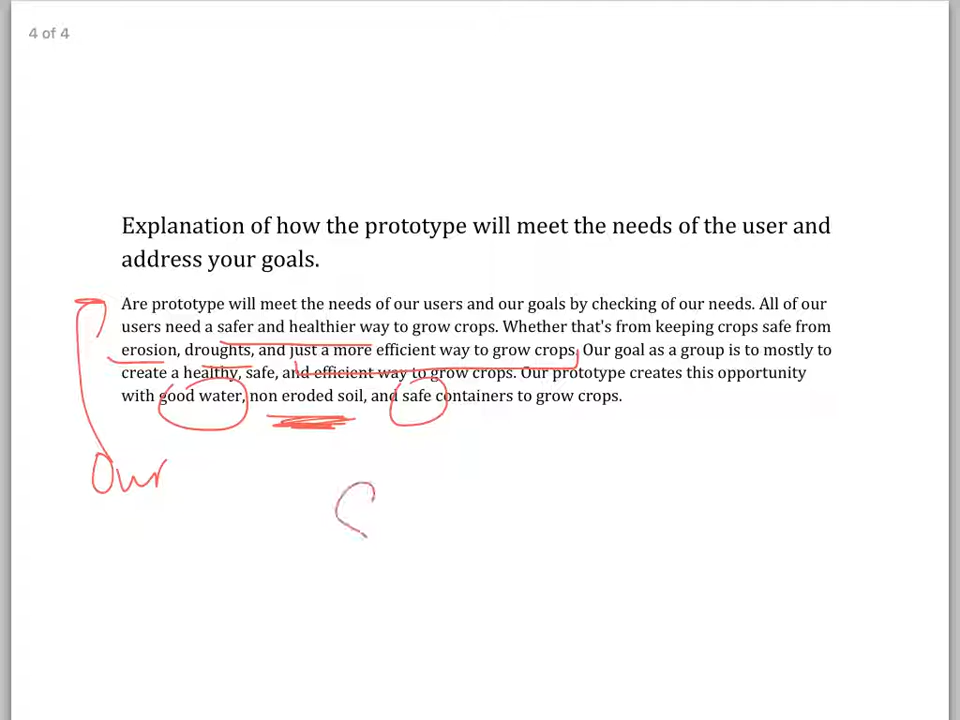 4 of 4
Explanation of how the prototype will meet the needs of the user and
address your goals.
Are prototype will meet the needs of our users and our goals by checking of our needs. All of our
users need a safer and healthier way to grow crops. Whether that's from keeping crops safe from
erosion, droughts, and just a more efficient way to grow crops. Our goal as a group is to mostly to
create a healthy, safe, and efficient way to grow crops. Our prototype creates this opportunity
with good water, non eroded soil, and safe containers to grow crops.
Our